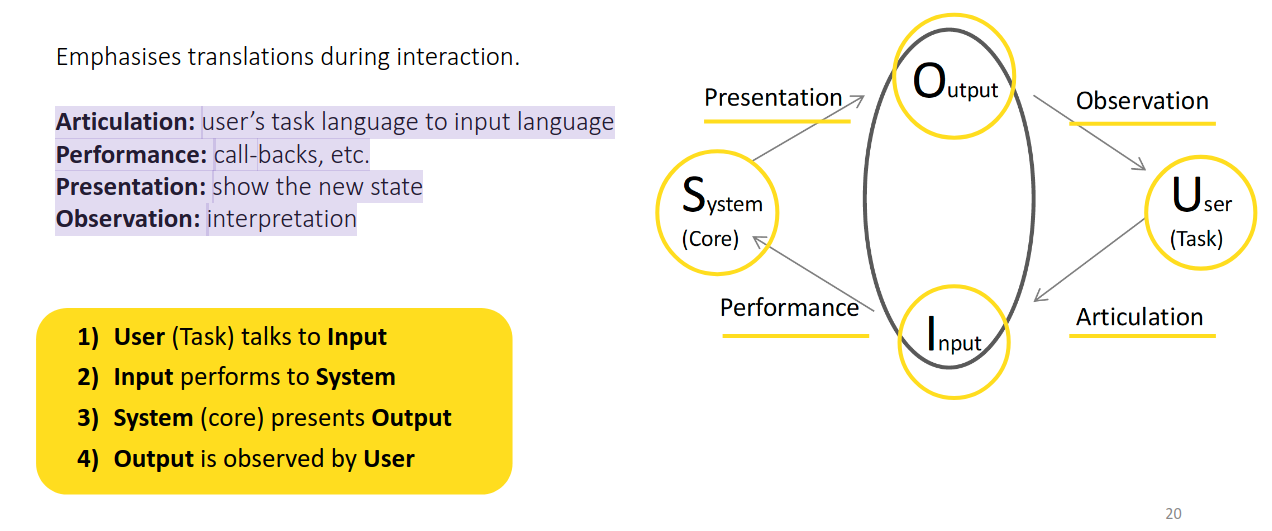 Emphasises translations during interaction.
Articulation: user’s task language to input language
Performance: call-backs, etc.
Presentation: show the new state
Observation: interpretation
1) User (Task) talks to Input
2) Input performs to System
3) System (core) presents Output
4) Output is observed by User
Output
Presentation
Observation
System
(Core)
User
(Task)
Performance
Articulation
Input
20